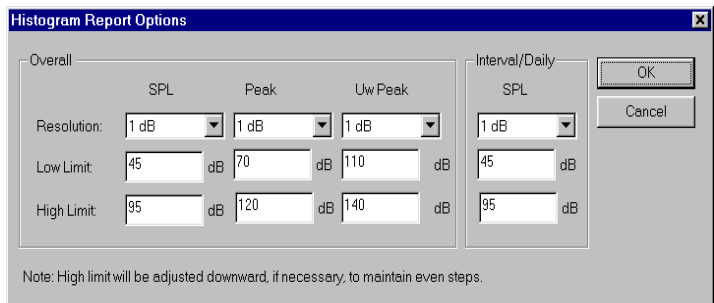 Histogram Report Options
Overall
Interval/Daily
SPL Peak Uw Peak SPL
OK
Resolution: 1 dB 1 dB 1 dB 1 dB
Cancel
Low Limit: 45 dB 70 dB 110 dB 45 dB
High Limit: 95 dB 120 dB 140 dB 95 dB
Note: High limit will be adjusted downward, if necessary, to maintain even steps.